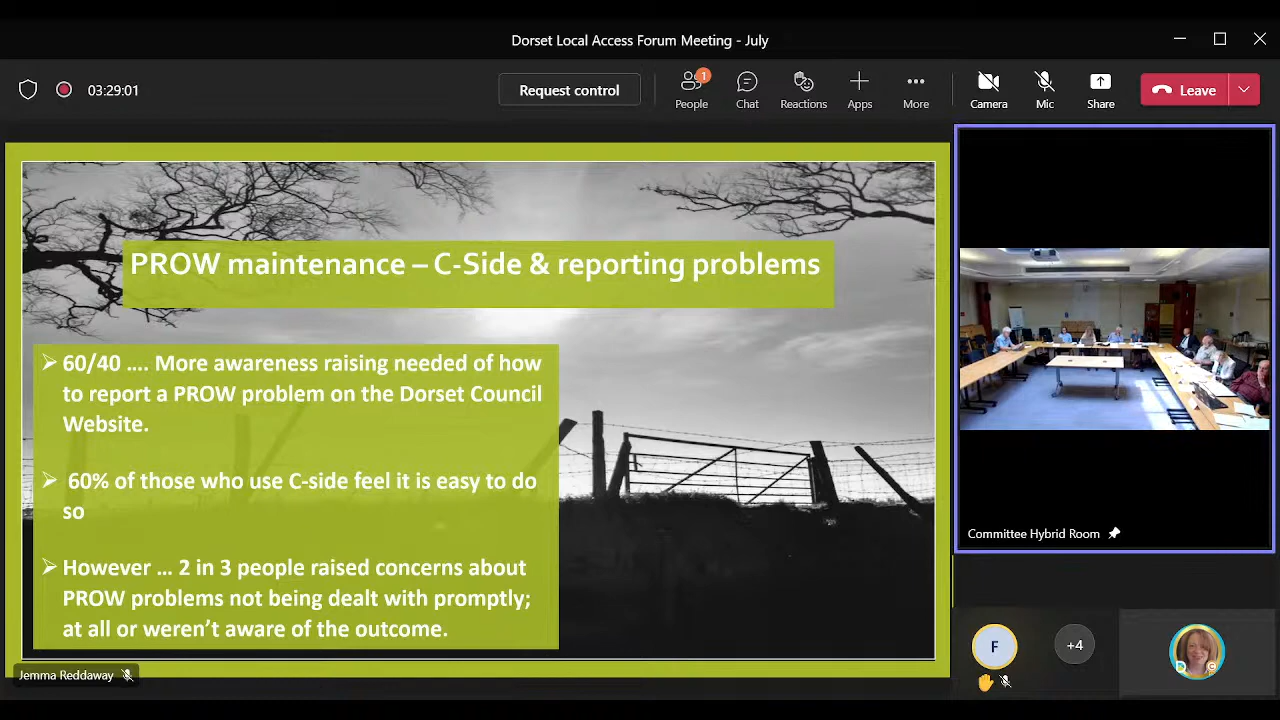 Dorset Local Access Forum Meeting - July
03:29:01
Request control
1
People
Chat
Reactions
Apps
More
Camera
Mic
Share
Leave
PROW maintenance – C-Side & reporting problems
60/40 .... More awareness raising needed of how
to report a PROW problem on the Dorset Council
Website.
60% of those who use C-side feel it is easy to do
so
However ... 2 in 3 people raised concerns about
PROW problems not being dealt with promptly;
at all or weren't aware of the outcome.
Jemma Reddaway
Committee Hybrid Room
F
+4
D C